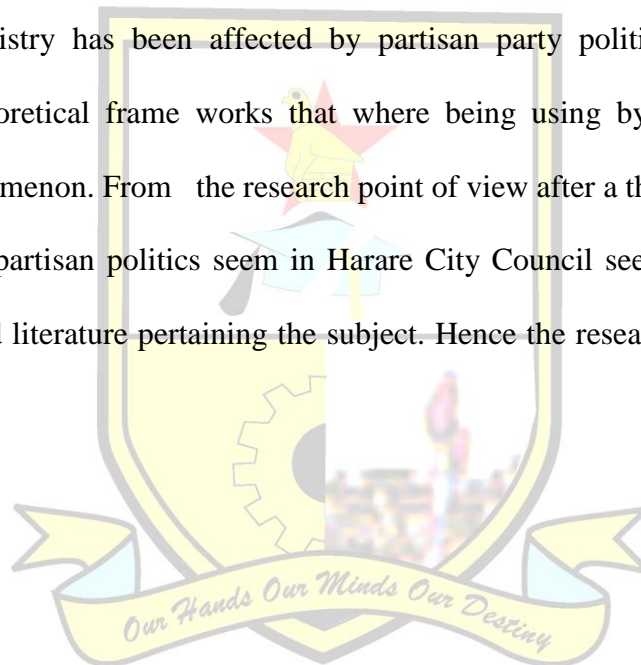 istry has been affected by partisan party politi
oretical frame works that where being using by
menon. From the research point of view after a th
partisan politics seem in Harare City Council see
l literature pertaining the subject. Hence the resea
Our Hands Our Minds Our Destiny